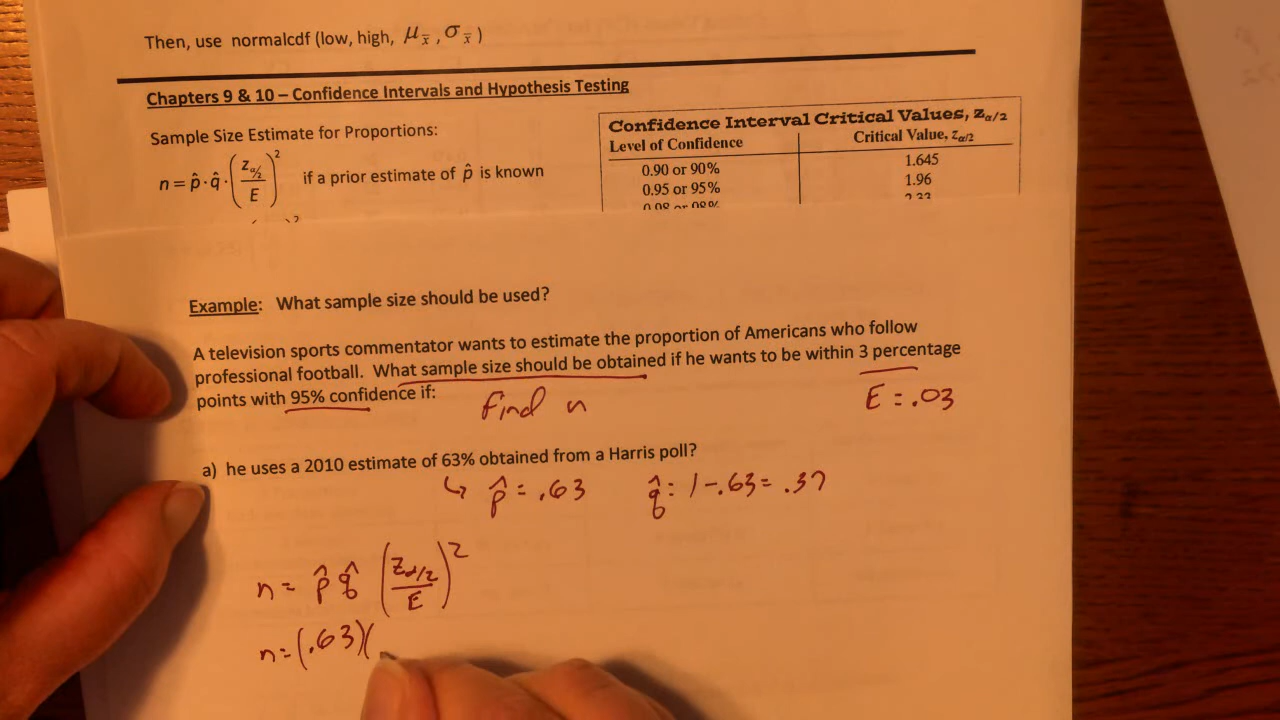 Then, use normalcdf (low, high, μ x̄ , σ x̄ )
Chapters 9 & 10 – Confidence Intervals and Hypothesis Testing
Sample Size Estimate for Proportions:
n = p̂ · q̂ · (zα/2 / E)² if a prior estimate of p̂ is known
Confidence Interval Critical Values, zα/2
Level of Confidence Critical Value, zα/2
0.90 or 90% 1.645
0.95 or 95% 1.96
Example: What sample size should be used?
A television sports commentator wants to estimate the proportion of Americans who follow
professional football. What sample size should be obtained if he wants to be within 3 percentage
points with 95% confidence if:
Find n
E = .03
a) he uses a 2010 estimate of 63% obtained from a Harris poll?
↳ p̂ = .63 q̂ = 1-.63 = .37
n = p̂ q̂ (zα/2 / E)²
n = (.63)(